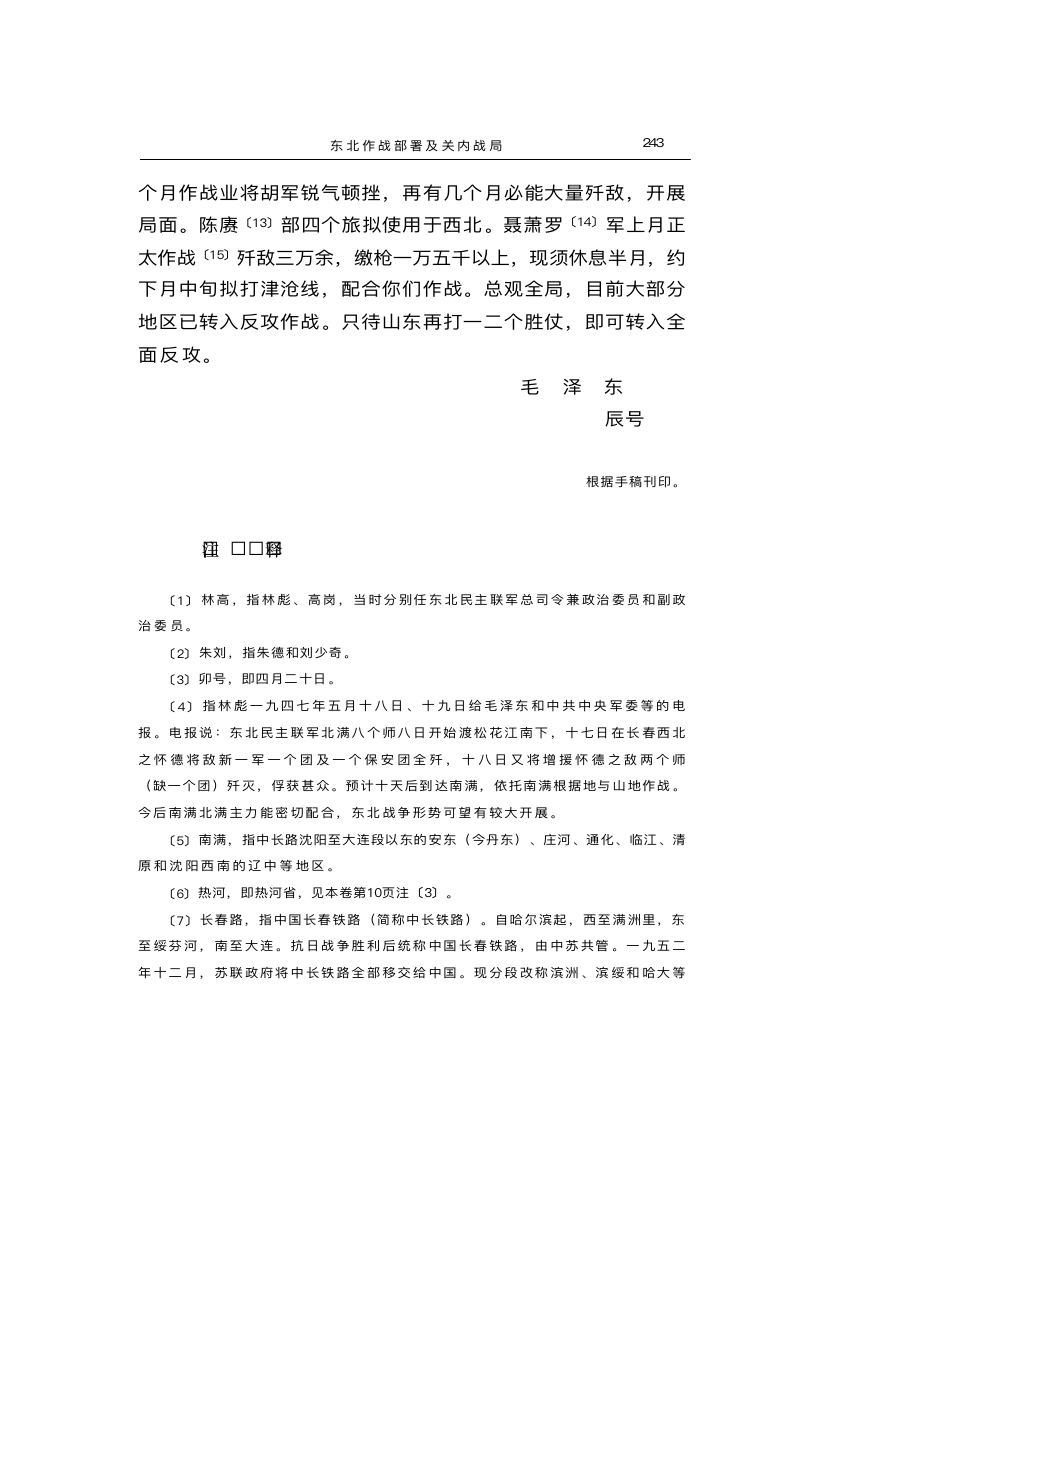 东北作战部署及关内战局 243
个月作战业将胡军锐气顿挫，再有几个月必能大量歼敌，开展
局面。陈赓〔13〕部四个旅拟使用于西北。聂萧罗〔14〕军上月正
太作战〔15〕歼敌三万余，缴枪一万五千以上，现须休息半月，约
下月中旬拟打津沧线，配合你们作战。总观全局，目前大部分
地区已转入反攻作战。只待山东再打一二个胜仗，即可转入全
面反攻。
毛 泽 东
辰号
根据手稿刊印。
注 □□释
〔1〕林高，指林彪、高岗，当时分别任东北民主联军总司令兼政治委员和副政
治委员。
〔2〕朱刘，指朱德和刘少奇。
〔3〕卯号，即四月二十日。
〔4〕指林彪一九四七年五月十八日、十九日给毛泽东和中共中央军委等的电
报。电报说：东北民主联军北满八个师八日开始渡松花江南下，十七日在长春西北
之怀德将敌新一军一个团及一个保安团全歼，十八日又将增援怀德之敌两个师
（缺一个团）歼灭，俘获甚众。预计十天后到达南满，依托南满根据地与山地作战。
今后南满北满主力能密切配合，东北战争形势可望有较大开展。
〔5〕南满，指中长路沈阳至大连段以东的安东（今丹东）、庄河、通化、临江、清
原和沈阳西南的辽中等地区。
〔6〕热河，即热河省，见本卷第10页注〔3〕。
〔7〕长春路，指中国长春铁路（简称中长铁路）。自哈尔滨起，西至满洲里，东
至绥芬河，南至大连。抗日战争胜利后统称中国长春铁路，由中苏共管。一九五二
年十二月，苏联政府将中长铁路全部移交给中国。现分段改称滨洲、滨绥和哈大等